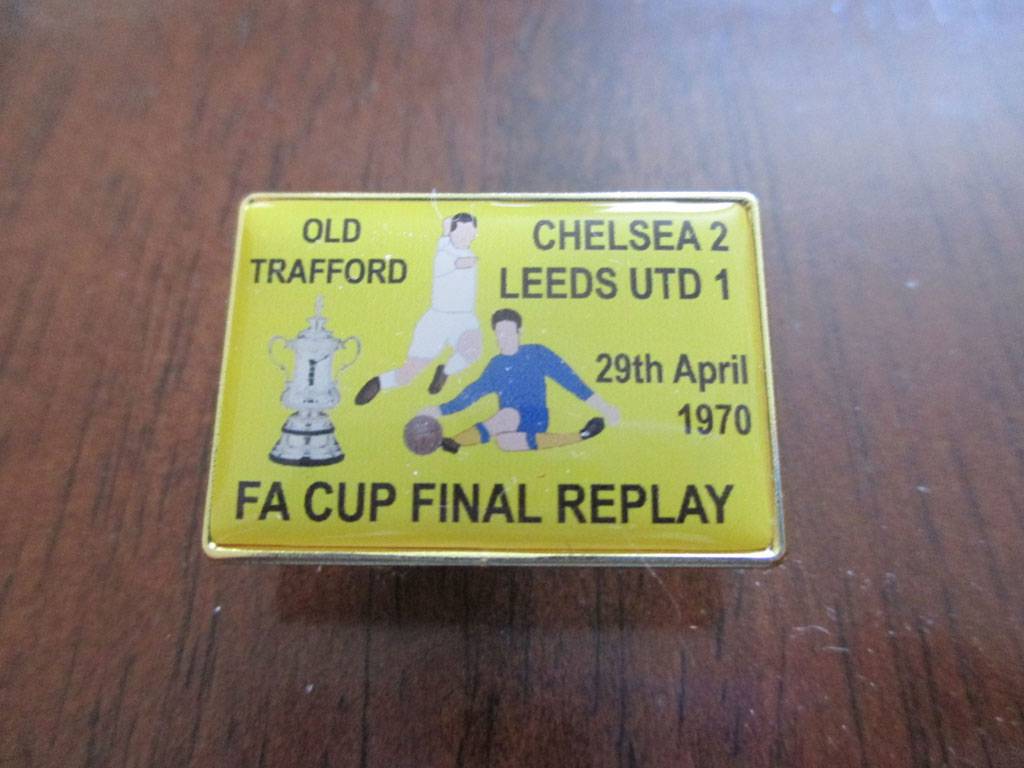 OLD
TRAFFORD
CHELSEA 2
LEEDS UTD 1
29th April
1970
FA CUP FINAL REPLAY